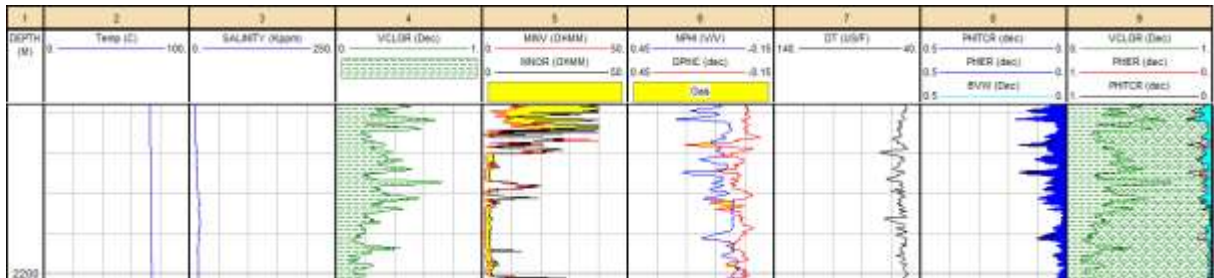 1 2 3 4 5 6 7 8 9
DEPTH (M)
Temp (C)
0. 100.
SALINITY (Kppm)
0. 250.
VCLGR (Dec)
0. 1.
MINV (OHMM)
0. 50.
MNOR (OHMM)
0. 50.
NPHI (V/V)
0.45 -0.15
DPHC (dec)
0.45 -0.15
Gas
DT (US/F)
140. 40.
PHITCR (dec)
0.5 0.
PHIER (dec)
0.5 0.
BVW (Dec)
0.5 0.
VCLGR (Dec)
0. 1.
PHIER (dec)
1. 0.
PHITCR (dec)
1. 0.
2200